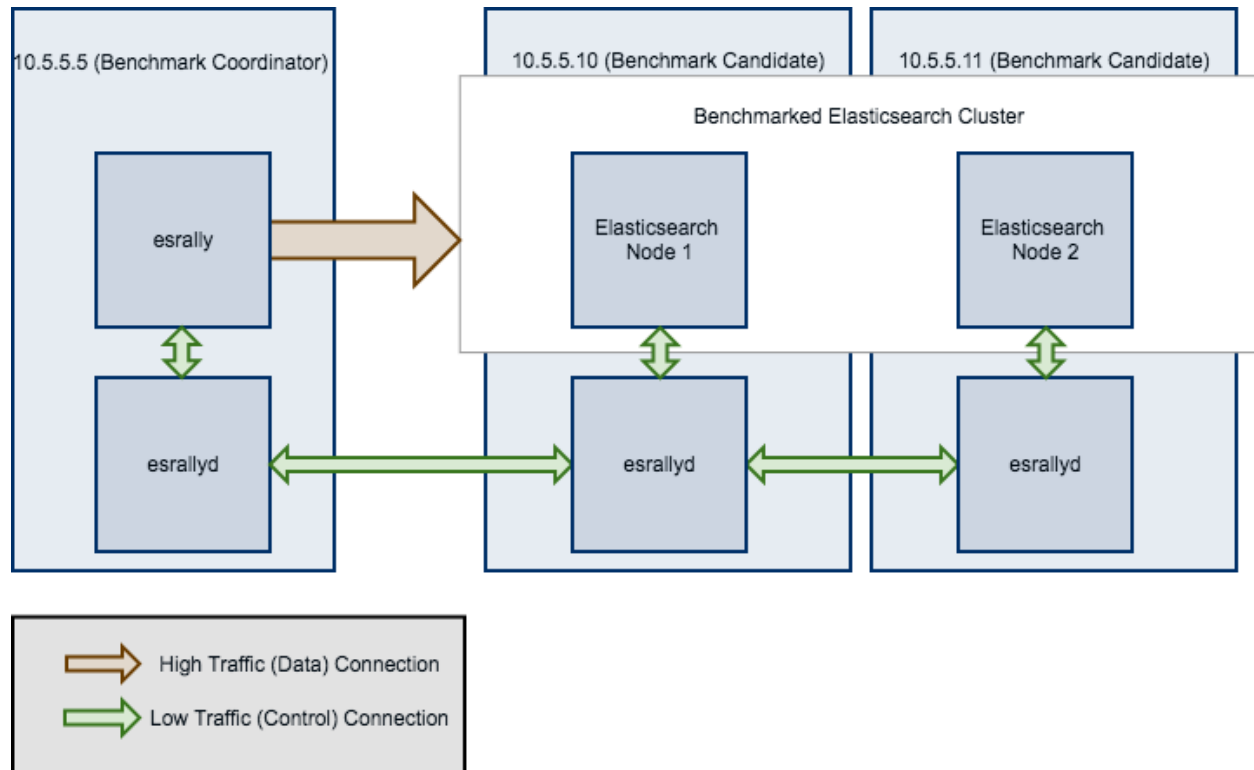 10.5.5.5 (Benchmark Coordinator)
10.5.5.10 (Benchmark Candidate)
10.5.5.11 (Benchmark Candidate)
Benchmarked Elasticsearch Cluster
esrally
Elasticsearch
Node 1
Elasticsearch
Node 2
esrallyd
esrallyd
esrallyd
High Traffic (Data) Connection
Low Traffic (Control) Connection